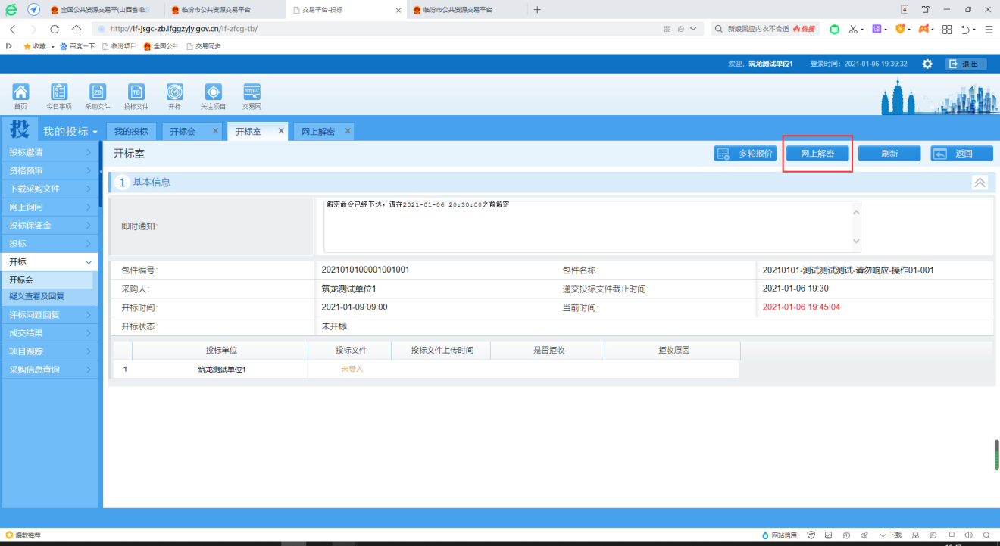 全国公共资源交易平(山西省·临
临汾市公共资源交易平台
交易平台-投标
临汾市公共资源交易平台
4
http://lf-jsgc-zb.lfggzyjy.gov.cn/lf-zfcg-tb/
新娘回应内衣不合适 热搜
收藏 百度一下 临汾项目 全国公共 交易同步
欢迎, 筑龙测试单位1 登录时间: 2021-01-06 19:39:32 退出
首页 今日事项 采购文件 投标文件 开标 关注项目 交易网
投 我的投标 我的投标 开标会 开标室 网上解密
投标邀请
资格预审
下载采购文件
网上询问
投标保证金
投标
开标
开标会
疑义查看及回复
评标问题回复
成交结果
项目跟踪
采购信息查询
开标室 多轮报价 网上解密 刷新 返回
1 基本信息
即时通知: 解密命令已经下达, 请在2021-01-06 20:30:00之前解密
包件编号: 2021010100001001001 包件名称: 20210101-测试测试测试-请勿响应-操作01-001
采购人: 筑龙测试单位1 递交投标文件截止时间: 2021-01-06 19:30
开标时间: 2021-01-09 09:00 当前时间: 2021-01-06 19:45:04
开标状态: 未开标
投标单位 投标文件 投标文件上传时间 是否拒收 拒收原因
1 筑龙测试单位1 未导入
爆款推荐 网站信用 下载